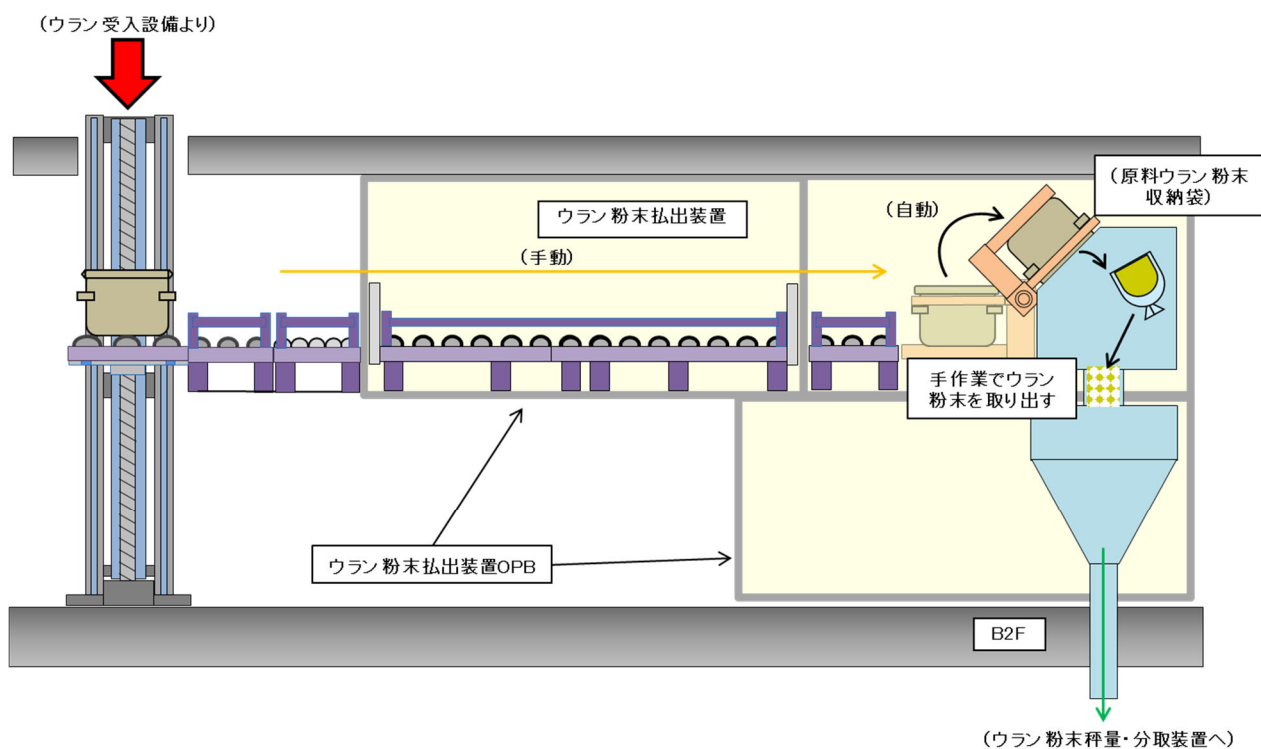 (ウラン受入設備より)
(原料ウラン粉末
収納袋)
ウラン粉末払出装置
(自動)
(手動)
手作業でウラン
粉末を取り出す
ウラン粉末払出装置OPB
B2F
(ウラン粉末秤量・分取装置へ)